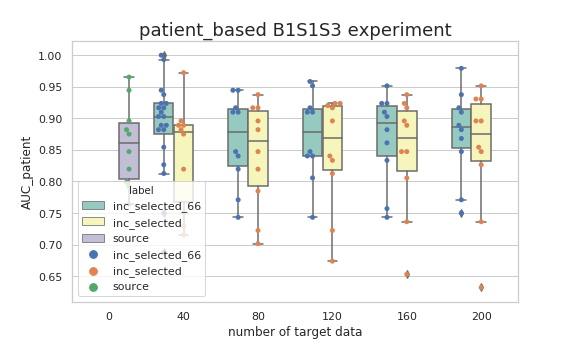 patient_based B1S1S3 experiment
AUC_patient
1.00
0.95
0.90
0.85
0.80
0.75
0.70
0.65
label
inc_selected_66
inc_selected
source
inc_selected_66
inc_selected
source
0 40 80 120 160 200
number of target data